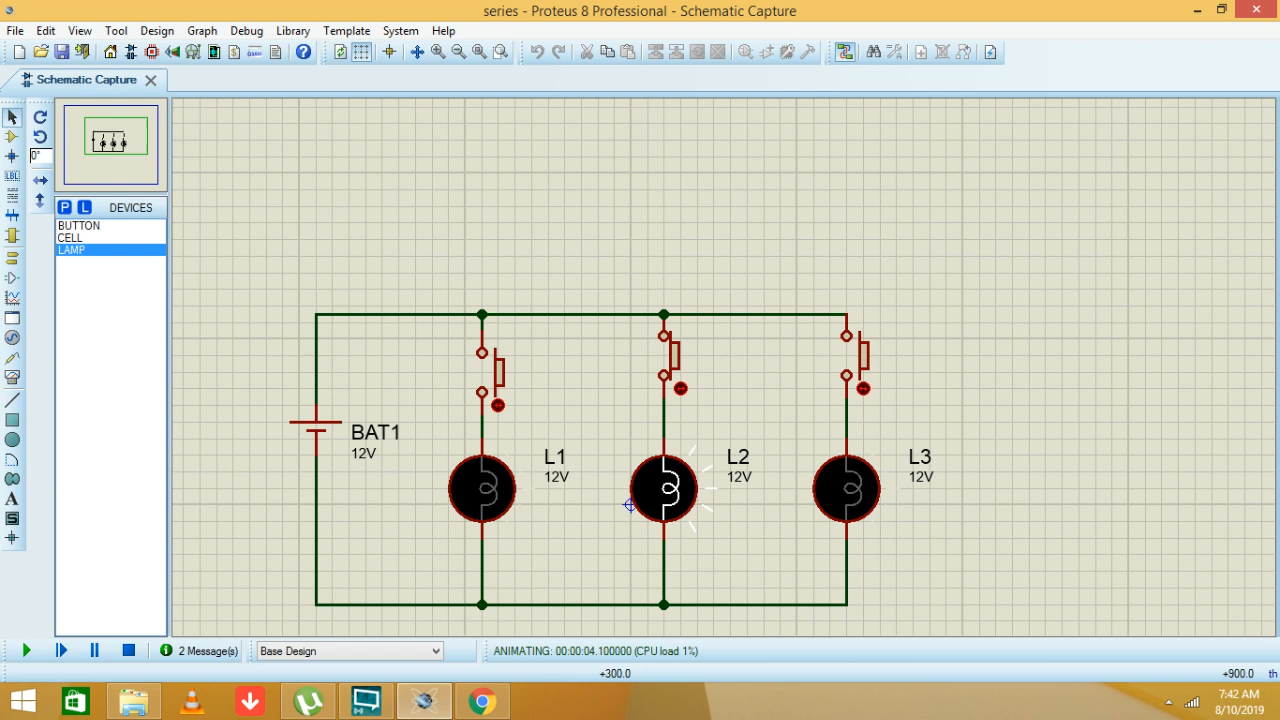 series - Proteus 8 Professional - Schematic Capture
File Edit View Tool Design Graph Debug Library Template System Help
Schematic Capture
0°
P L DEVICES
BUTTON
CELL
LAMP
LBL
A
S
BAT1
12V
L1
12V
L2
12V
L3
12V
2 Message(s)
Base Design
ANIMATING: 00:00:04.100000 (CPU load 1%)
+300.0
+900.0 th
7:42 AM
8/10/2019